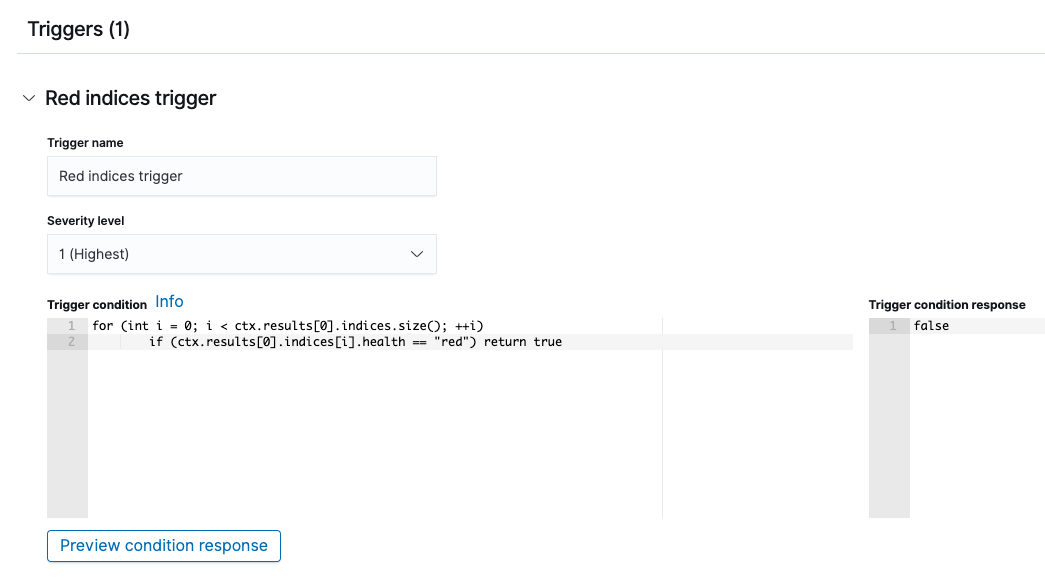 Triggers (1)
Red indices trigger
Trigger name
Red indices trigger
Severity level
1 (Highest)
Trigger condition Info
1 for (int i = 0; i < ctx.results[0].indices.size(); ++i)
2 if (ctx.results[0].indices[i].health == "red") return true
Trigger condition response
1 false
Preview condition response